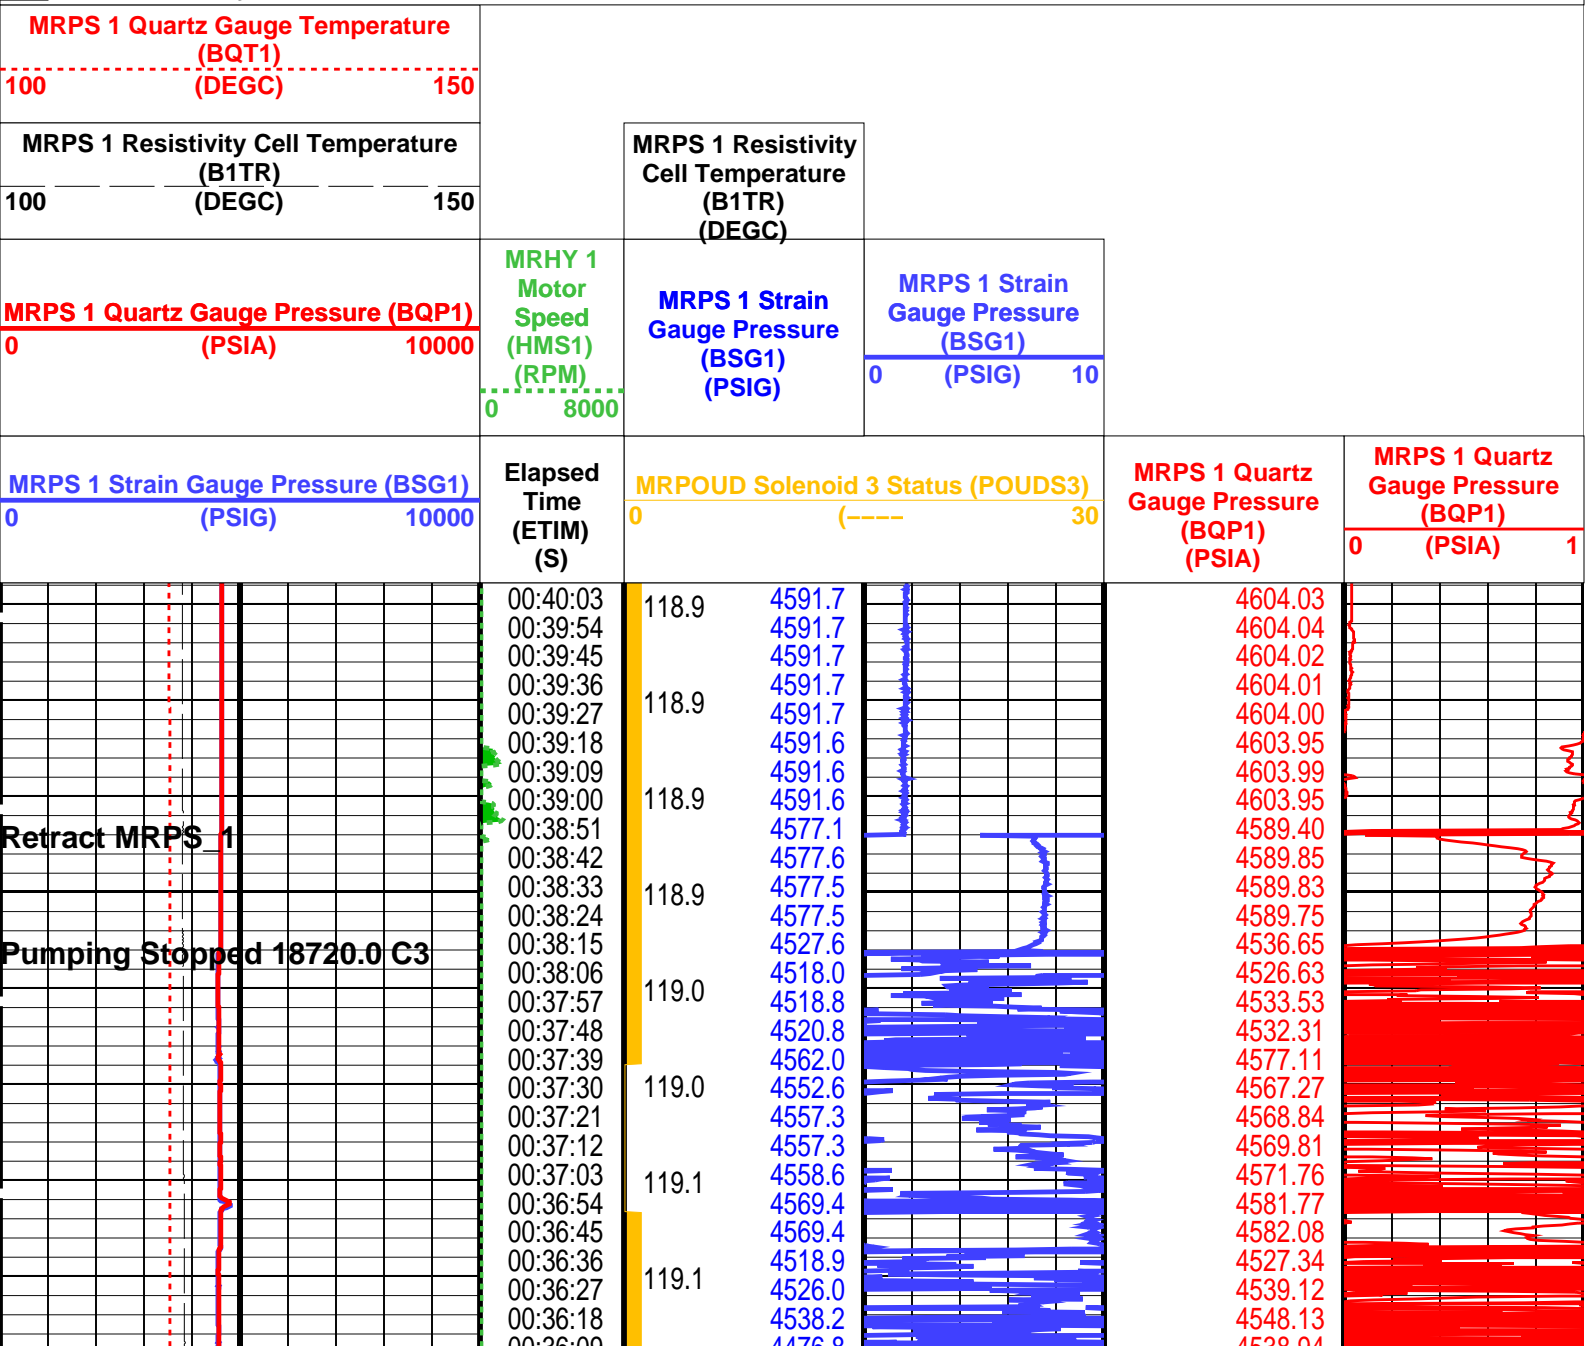 MRPS 1 Quartz Gauge Temperature
(BQT1)
100 (DEGC) 150
MRPS 1 Resistivity Cell Temperature
(B1TR)
100 (DEGC) 150
MRPS 1 Resistivity
Cell Temperature
(B1TR)
(DEGC)
MRPS 1 Quartz Gauge Pressure (BQP1)
0 (PSIA) 10000
MRHY 1
Motor
Speed
(HMS1)
(RPM)
0 8000
MRPS 1 Strain
Gauge Pressure
(BSG1)
(PSIG)
MRPS 1 Strain
Gauge Pressure
(BSG1)
0 (PSIG) 10
MRPS 1 Strain Gauge Pressure (BSG1)
0 (PSIG) 10000
Elapsed
Time
(ETIM)
(S)
MRPOUD Solenoid 3 Status (POUDS3)
0 (---- 30
MRPS 1 Quartz
Gauge Pressure
(BQP1)
(PSIA)
MRPS 1 Quartz
Gauge Pressure
(BQP1)
0 (PSIA) 1
00:40:03 118.9 4591.7 4604.03
00:39:54 4591.7 4604.04
00:39:45 4591.7 4604.02
00:39:36 4591.7 4604.01
00:39:27 118.9 4591.7 4604.00
00:39:18 4591.6 4603.95
00:39:09 4591.6 4603.99
00:39:00 118.9 4591.6 4603.95
00:38:51 4577.1 4589.40
Retract MRPS_1
00:38:42 4577.6 4589.85
00:38:33 118.9 4577.5 4589.83
00:38:24 4577.5 4589.75
00:38:15 4527.6 4536.65
Pumping Stopped 18720.0 C3
00:38:06 4518.0 4526.63
00:37:57 119.0 4518.8 4533.53
00:37:48 4520.8 4532.31
00:37:39 4562.0 4577.11
00:37:30 119.0 4552.6 4567.27
00:37:21 4557.3 4568.84
00:37:12 4557.3 4569.81
00:37:03 119.1 4558.6 4571.76
00:36:54 4569.4 4581.77
00:36:45 4569.4 4582.08
00:36:36 4518.9 4527.34
00:36:27 119.1 4526.0 4539.12
00:36:18 4538.2 4548.13
00:36:09 4476.8